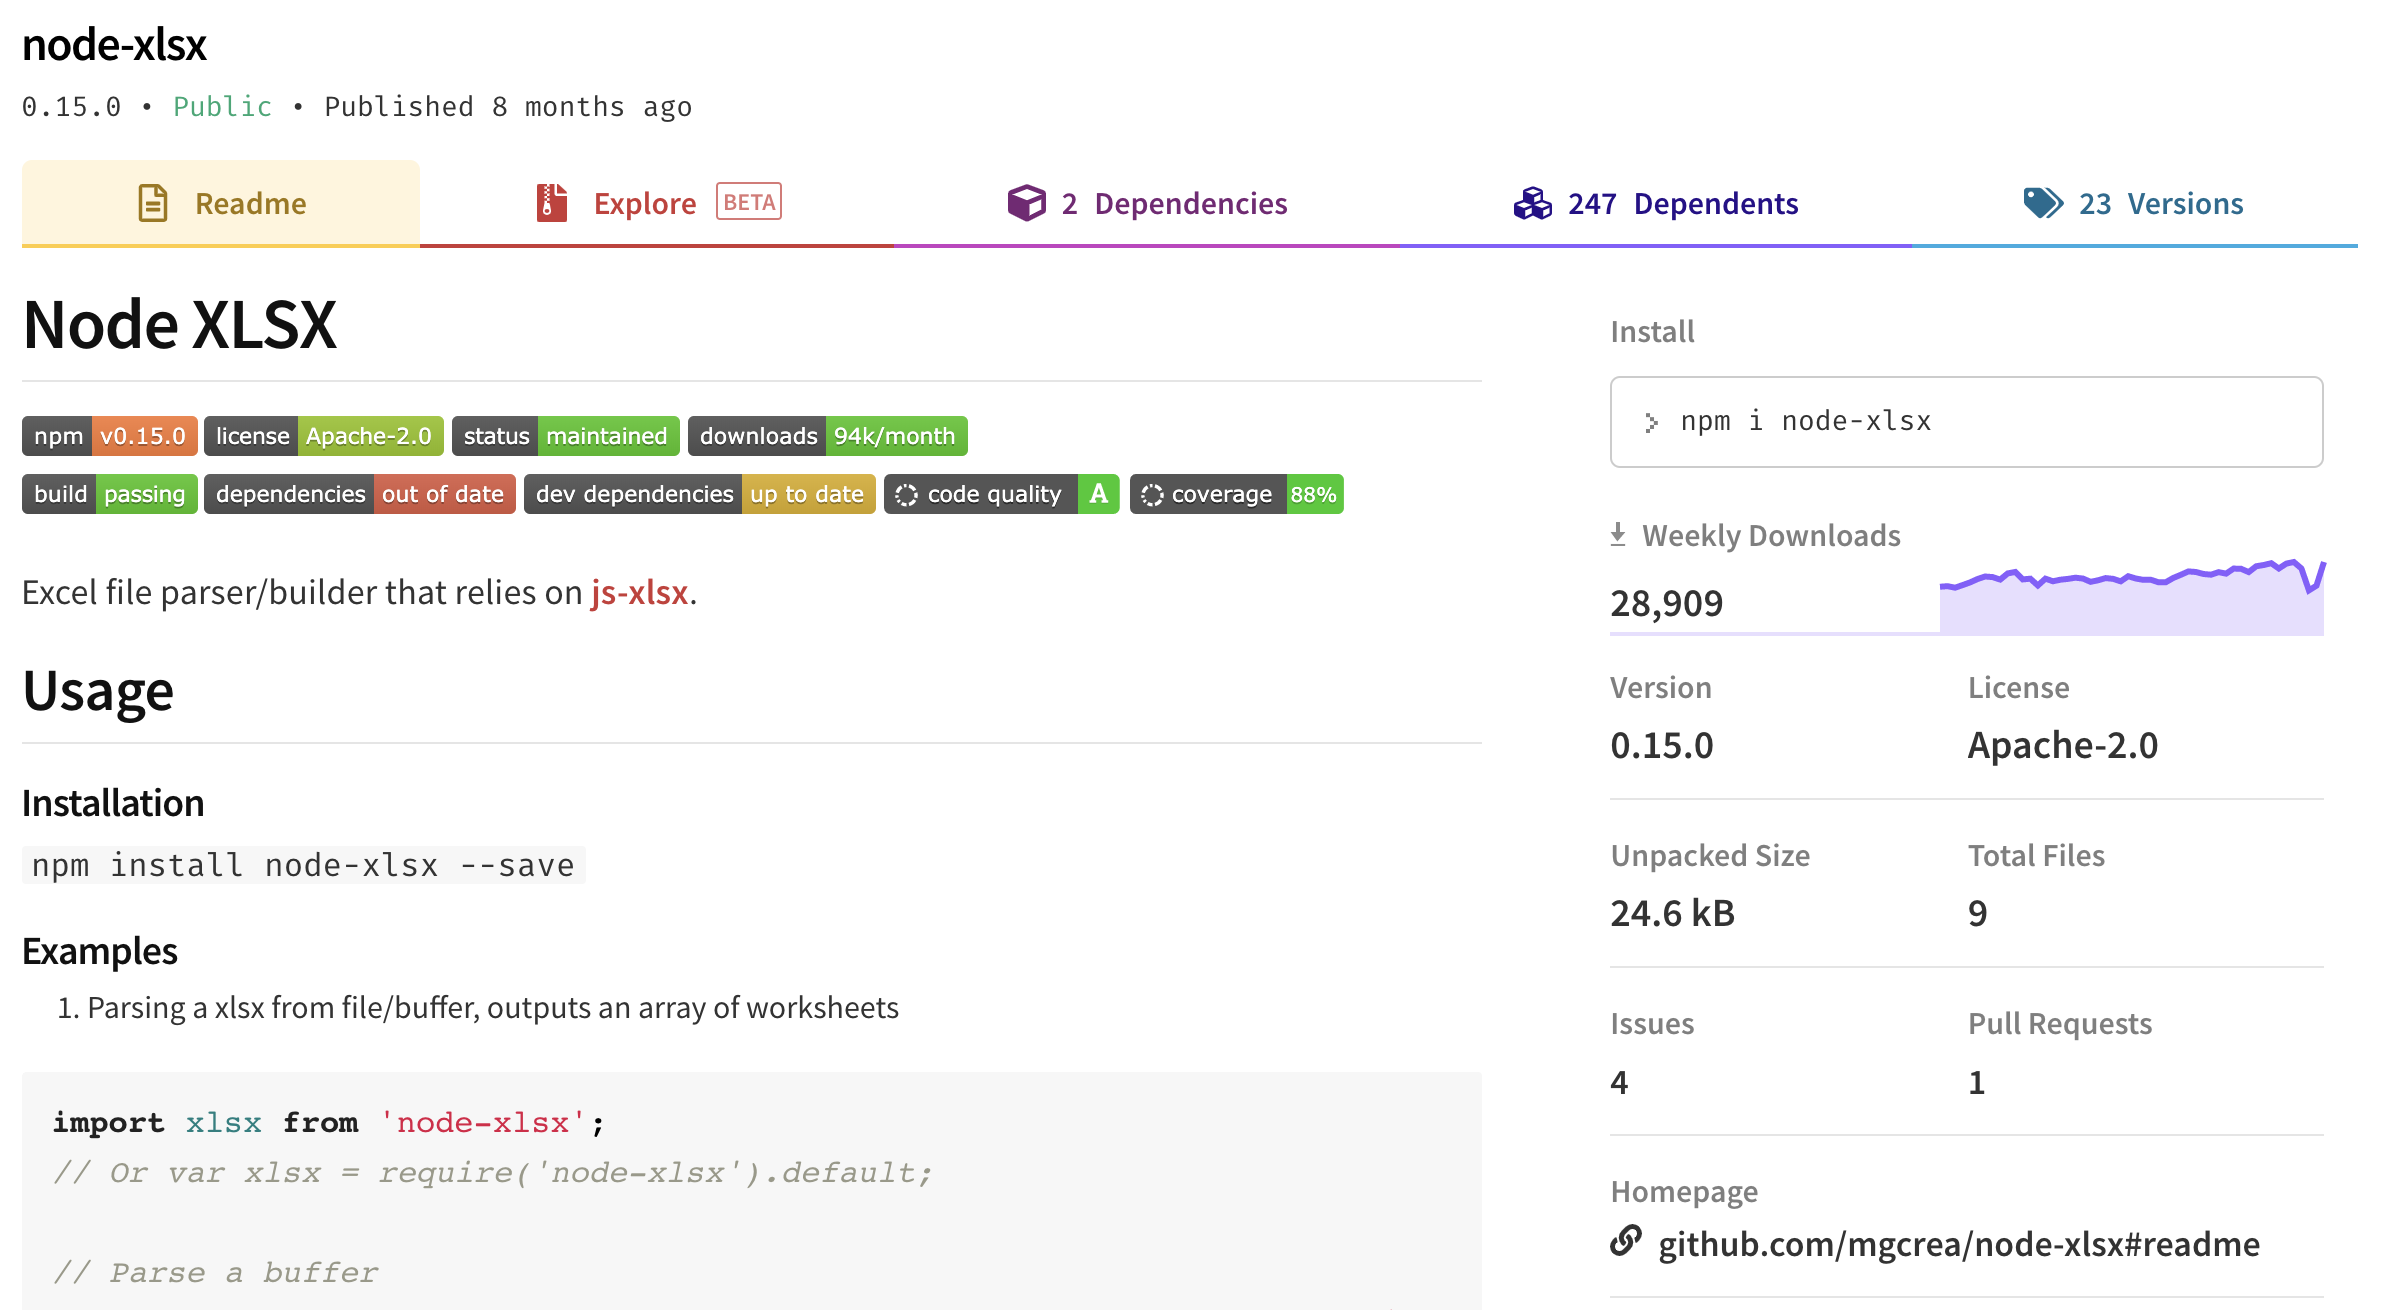 node-xlsx
0.15.0 • Public • Published 8 months ago
Readme
Explore BETA
2 Dependencies
247 Dependents
23 Versions
Node XLSX
npm v0.15.0 license Apache-2.0 status maintained downloads 94k/month
build passing dependencies out of date dev dependencies up to date code quality A coverage 88%
Excel file parser/builder that relies on js-xlsx.
Usage
Installation
npm install node-xlsx --save
Examples
1. Parsing a xlsx from file/buffer, outputs an array of worksheets
import xlsx from 'node-xlsx';
// Or var xlsx = require('node-xlsx').default;
// Parse a buffer
Install
npm i node-xlsx
Weekly Downloads
28,909
Version License
0.15.0 Apache-2.0
Unpacked Size Total Files
24.6 kB 9
Issues Pull Requests
4 1
Homepage
github.com/mgcrea/node-xlsx#readme